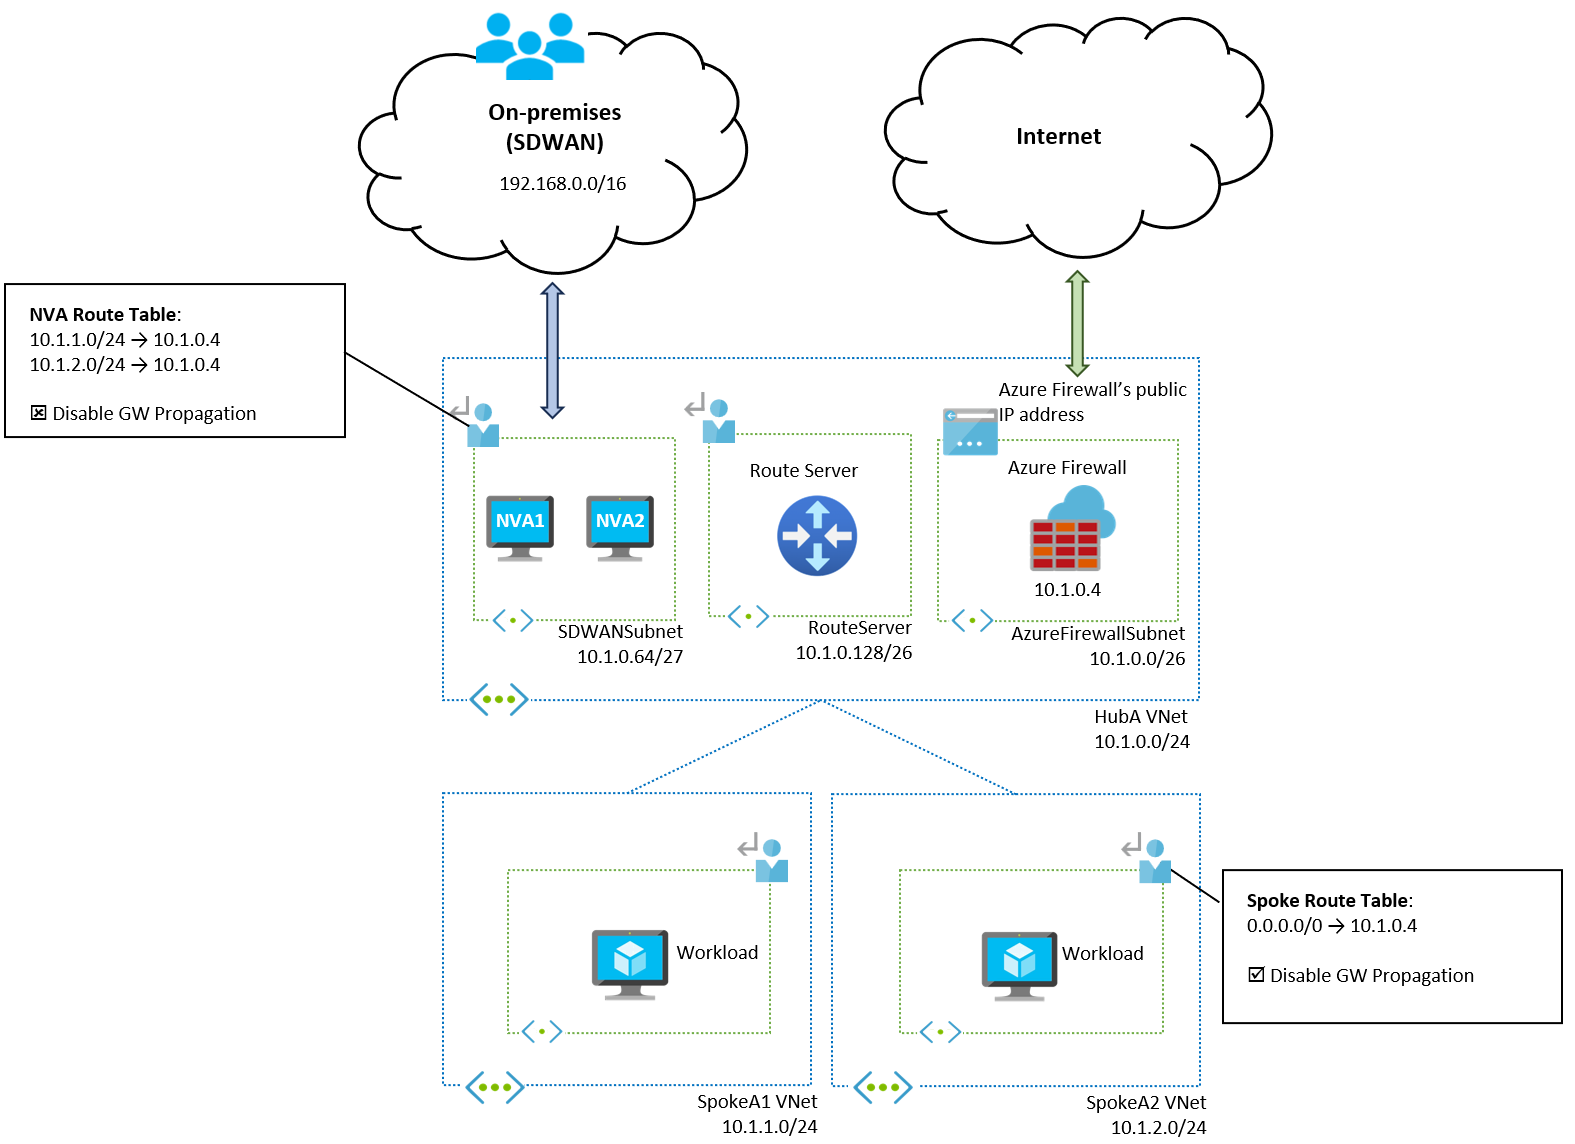 On-premises
(SDWAN)
192.168.0.0/16
Internet
NVA Route Table:
10.1.1.0/24 → 10.1.0.4
10.1.2.0/24 → 10.1.0.4
☒ Disable GW Propagation
Azure Firewall’s public
IP address
NVA1
NVA2
Route Server
Azure Firewall
10.1.0.4
SDWANSubnet
10.1.0.64/27
RouteServer
10.1.0.128/26
AzureFirewallSubnet
10.1.0.0/26
HubA VNet
10.1.0.0/24
Workload
Workload
Spoke Route Table:
0.0.0.0/0 → 10.1.0.4
☑ Disable GW Propagation
SpokeA1 VNet
10.1.1.0/24
SpokeA2 VNet
10.1.2.0/24